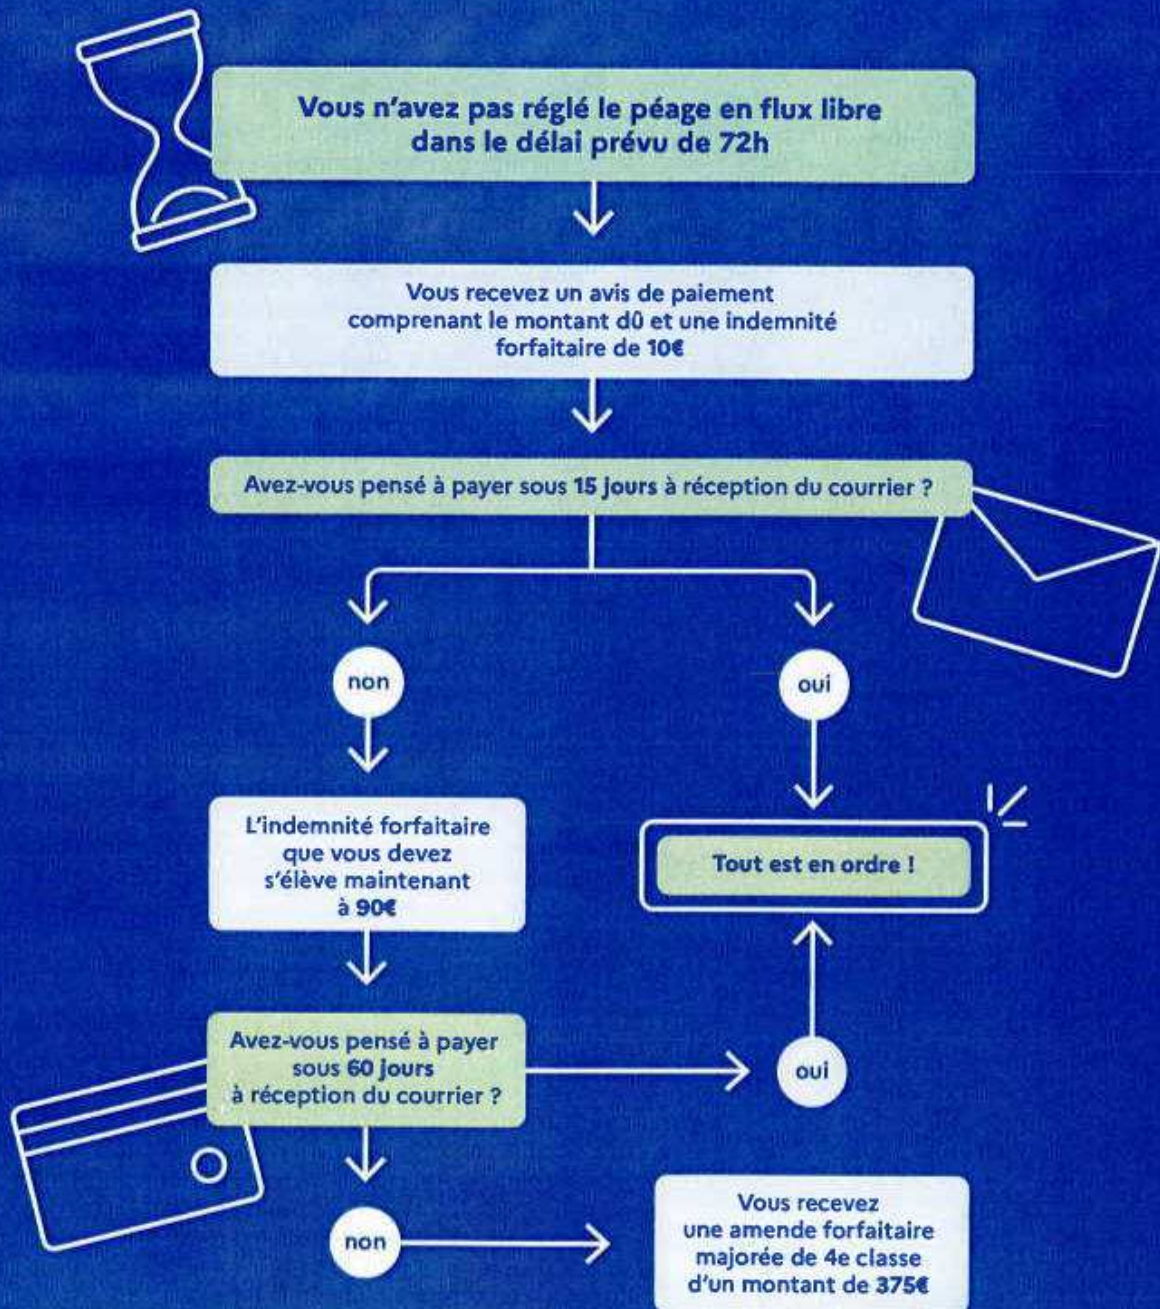 Vous n'avez pas réglé le péage en flux libre
dans le délai prévu de 72h
Vous recevez un avis de paiement
comprenant le montant dû et une indemnité
forfaitaire de 10€
Avez-vous pensé à payer sous 15 jours à réception du courrier ?
non
oui
L'indemnité forfaitaire
que vous devez
s'élève maintenant
à 90€
Tout est en ordre !
Avez-vous pensé à payer
sous 60 jours
à réception du courrier ?
oui
non
Vous recevez
une amende forfaitaire
majorée de 4e classe
d'un montant de 375€